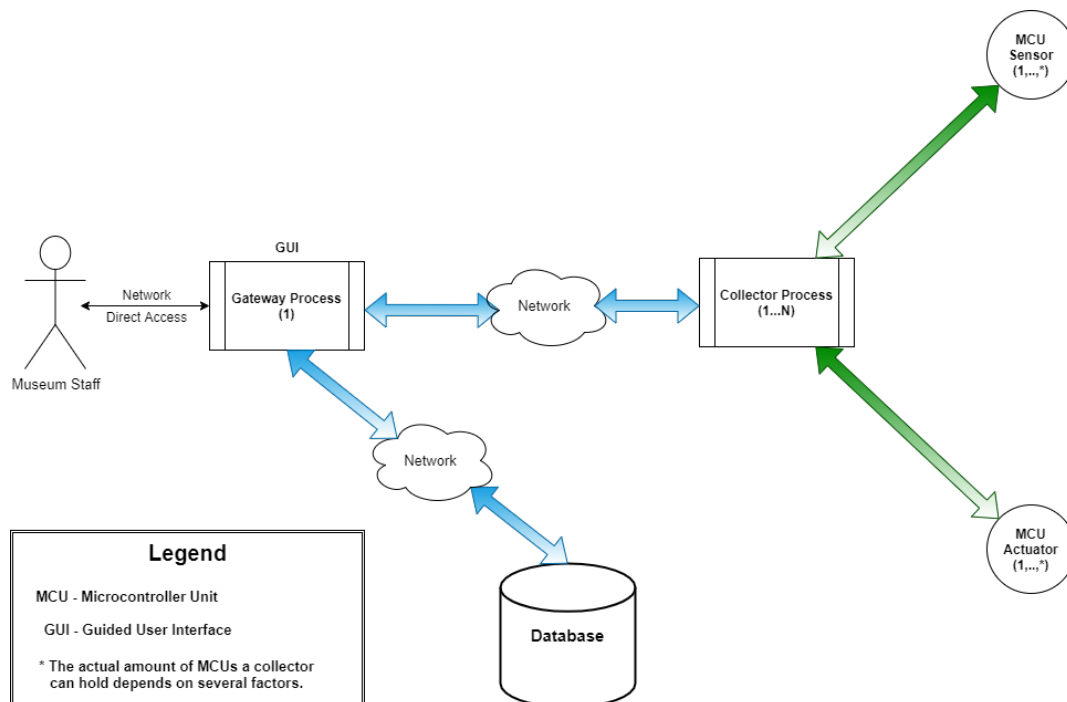 MCU
Sensor
(1,..,*)
GUI
Network
Direct Access
Gateway Process
(1)
Network
Collector Process
(1...N)
Museum Staff
Network
MCU
Actuator
(1,..,*)
Database
Legend
MCU - Microcontroller Unit
GUI - Guided User Interface
* The actual amount of MCUs a collector
can hold depends on several factors.